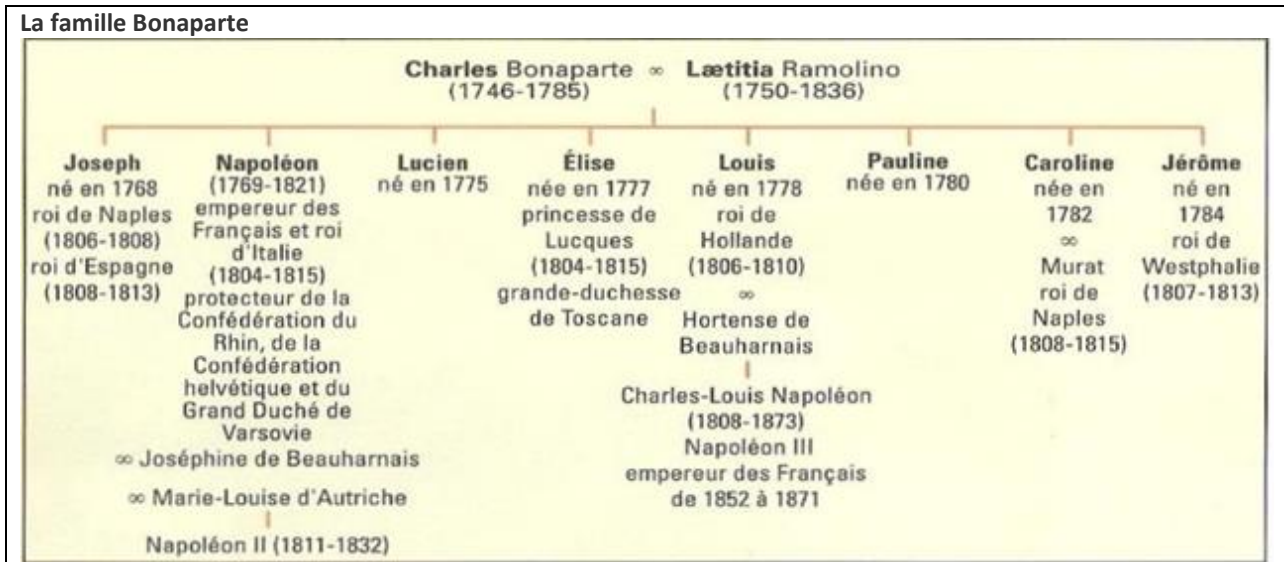 La famille Bonaparte
Charles Bonaparte ∞ Lætitia Ramolino
(1746-1785) (1750-1836)
Joseph
né en 1768
roi de Naples
(1806-1808)
roi d'Espagne
(1808-1813)
Napoléon
(1769-1821)
empereur des
Français et roi
d'Italie
(1804-1815)
protecteur de la
Confédération du
Rhin, de la
Confédération
helvétique et du
Grand Duché de
Varsovie
∞ Joséphine de Beauharnais
∞ Marie-Louise d'Autriche
Napoléon II (1811-1832)
Lucien
né en 1775
Élise
née en 1777
princesse de
Lucques
(1804-1815)
grande-duchesse
de Toscane
Louis
né en 1778
roi de
Hollande
(1806-1810)
∞
Hortense de
Beauharnais
Charles-Louis Napoléon
(1808-1873)
Napoléon III
empereur des Français
de 1852 à 1871
Pauline
née en 1780
Caroline
née en
1782
∞
Murat
roi de
Naples
(1808-1815)
Jérôme
né en
1784
roi de
Westphalie
(1807-1813)